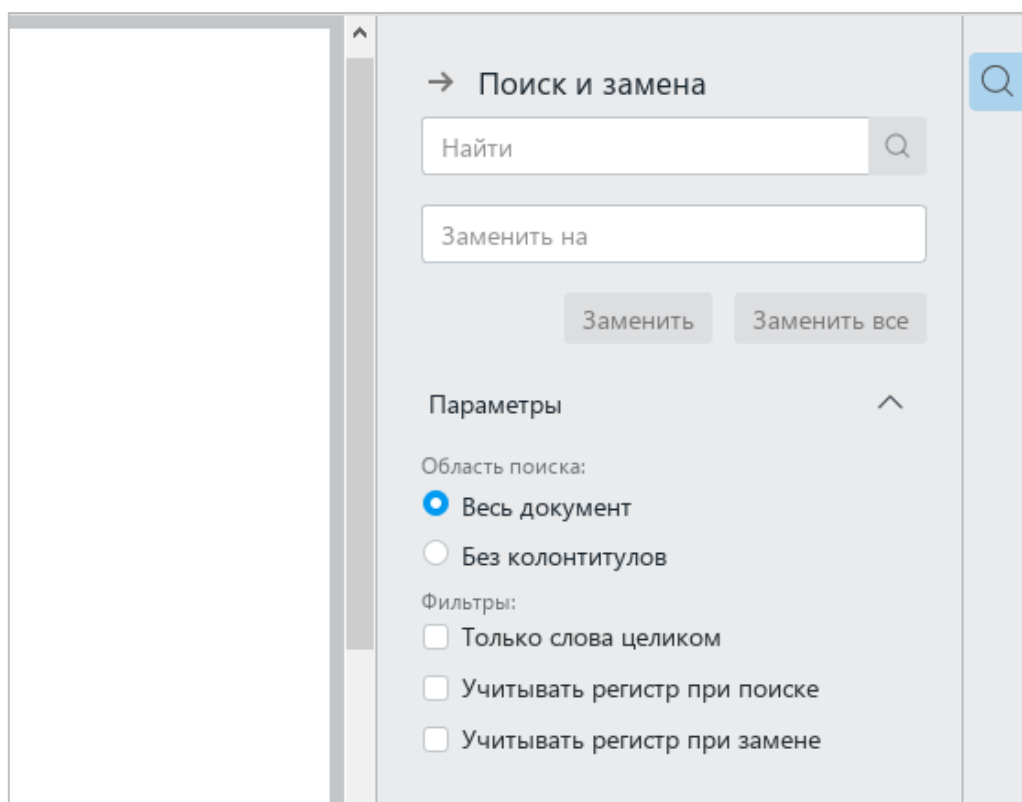 Поиск и замена
Найти
Заменить на
Заменить Заменить все
Параметры
Область поиска:
Весь документ
Без колонтитулов
Фильтры:
Только слова целиком
Учитывать регистр при поиске
Учитывать регистр при замене